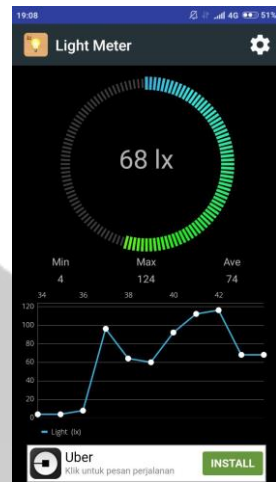 19:08 4G 51%
Light Meter
68 lx
Min Max Ave
4 124 74
34 36 38 40 42
120
100
80
60
40
20
0
Light (lx)
Uber
Klik untuk pesan perjalanan
INSTALL